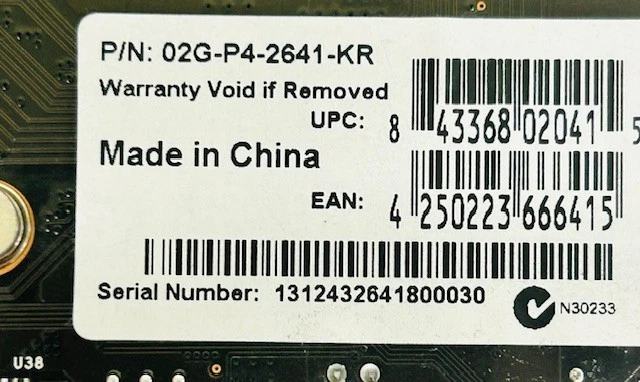 P/N: 02G-P4-2641-KR
Warranty Void if Removed
UPC: 8 43368 02041 5
Made in China
EAN: 4 250223 666415
Serial Number: 1312432641800030
N30233
U38